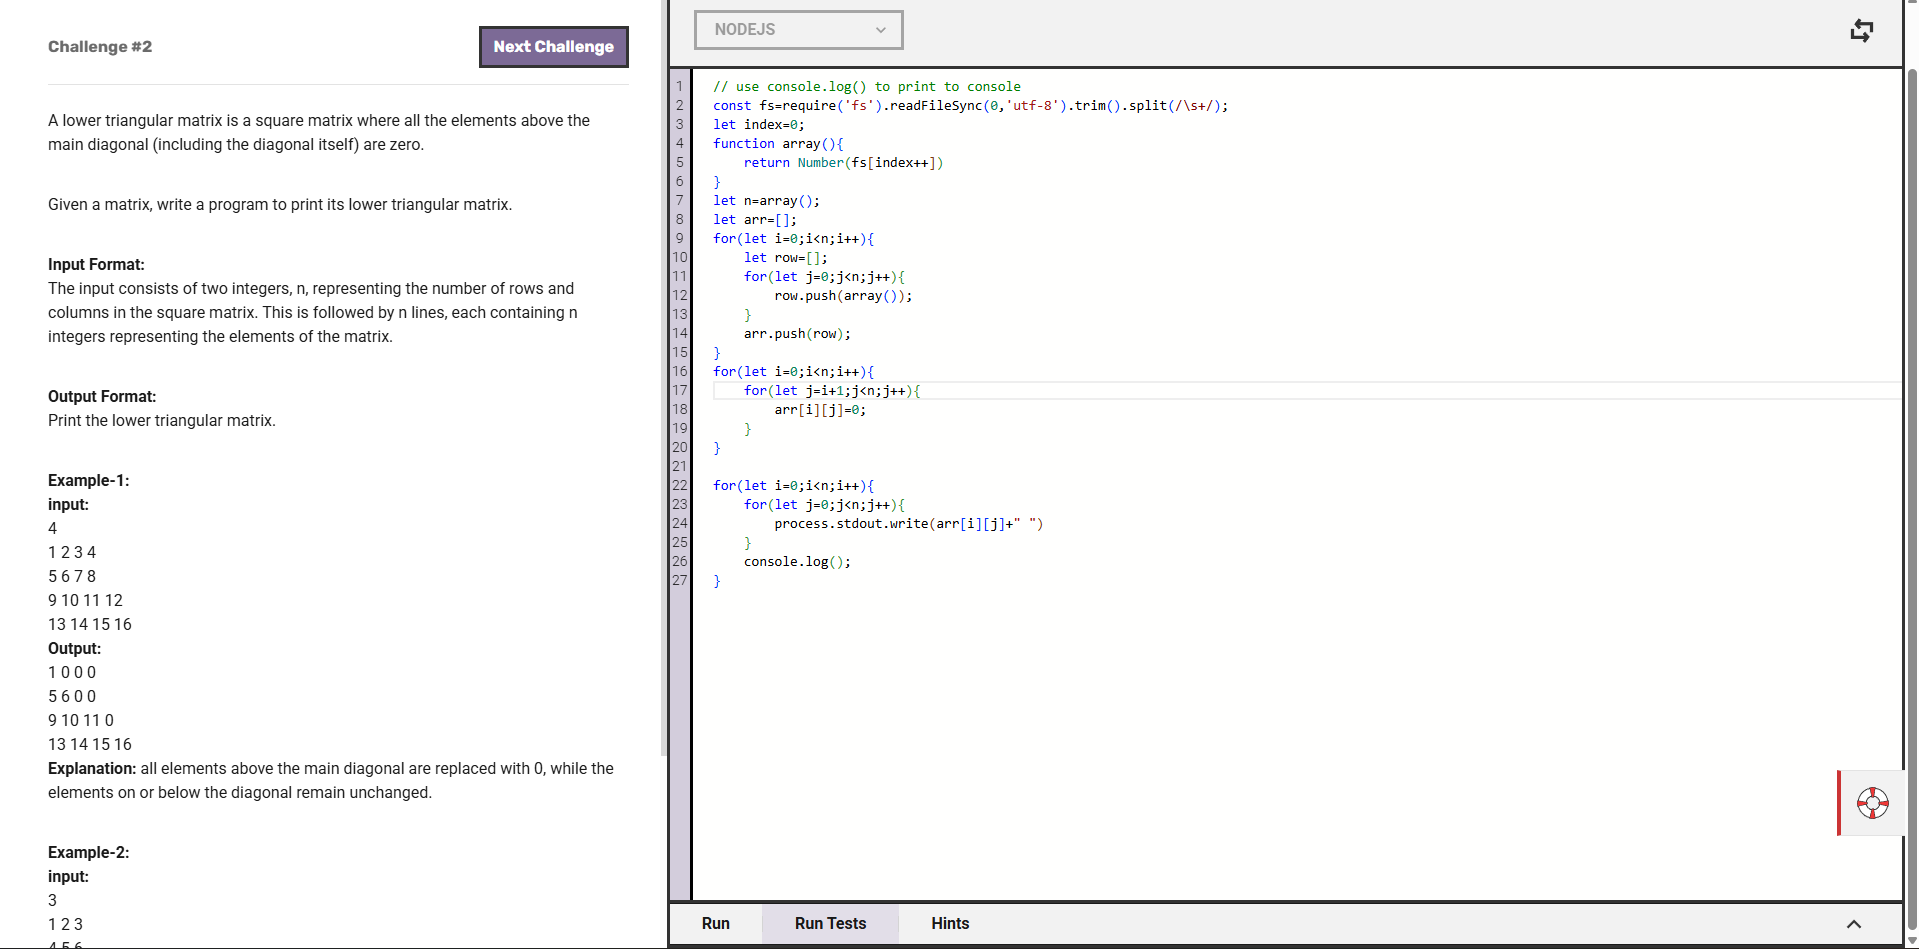 Challenge #2
Next Challenge
A lower triangular matrix is a square matrix where all the elements above the
main diagonal (including the diagonal itself) are zero.
Given a matrix, write a program to print its lower triangular matrix.
Input Format:
The input consists of two integers, n, representing the number of rows and
columns in the square matrix. This is followed by n lines, each containing n
integers representing the elements of the matrix.
Output Format:
Print the lower triangular matrix.
Example-1:
input:
4
1 2 3 4
5 6 7 8
9 10 11 12
13 14 15 16
Output:
1 0 0 0
5 6 0 0
9 10 11 0
13 14 15 16
Explanation: all elements above the main diagonal are replaced with 0, while the
elements on or below the diagonal remain unchanged.
Example-2:
input:
3
1 2 3
4 5 6
NODEJS
1 // use console.log() to print to console
2 const fs=require('fs').readFileSync(0,'utf-8').trim().split(/\s+/);
3 let index=0;
4 function array(){
5     return Number(fs[index++])
6 }
7 let n=array();
8 let arr=[];
9 for(let i=0;i<n;i++){
10     let row=[];
11     for(let j=0;j<n;j++){
12         row.push(array());
13     }
14     arr.push(row);
15 }
16 for(let i=0;i<n;i++){
17     for(let j=i+1;j<n;j++){
18         arr[i][j]=0;
19     }
20 }
21
22 for(let i=0;i<n;i++){
23     for(let j=0;j<n;j++){
24         process.stdout.write(arr[i][j]+" ")
25     }
26     console.log();
27 }
Run
Run Tests
Hints